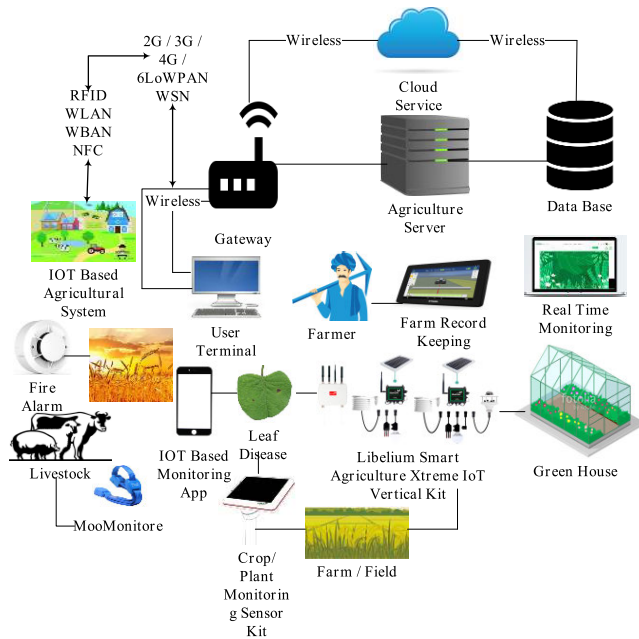 2G / 3G /
4G /
6LoWPAN
WSN
Wireless
Wireless
Cloud
Service
RFID
WLAN
WBAN
NFC
Wireless
Gateway
Agriculture
Server
Data Base
IOT Based
Agricultural
System
User
Terminal
Farmer
Farm Record
Keeping
Real Time
Monitoring
Fire
Alarm
Livestock
IOT Based
Monitoring
App
Leaf
Disease
Libelium Smart
Agriculture Xtreme IoT
Vertical Kit
fotolia
Green House
MooMonitore
Crop/
Plant
Monitorin
g Sensor
Kit
Farm / Field